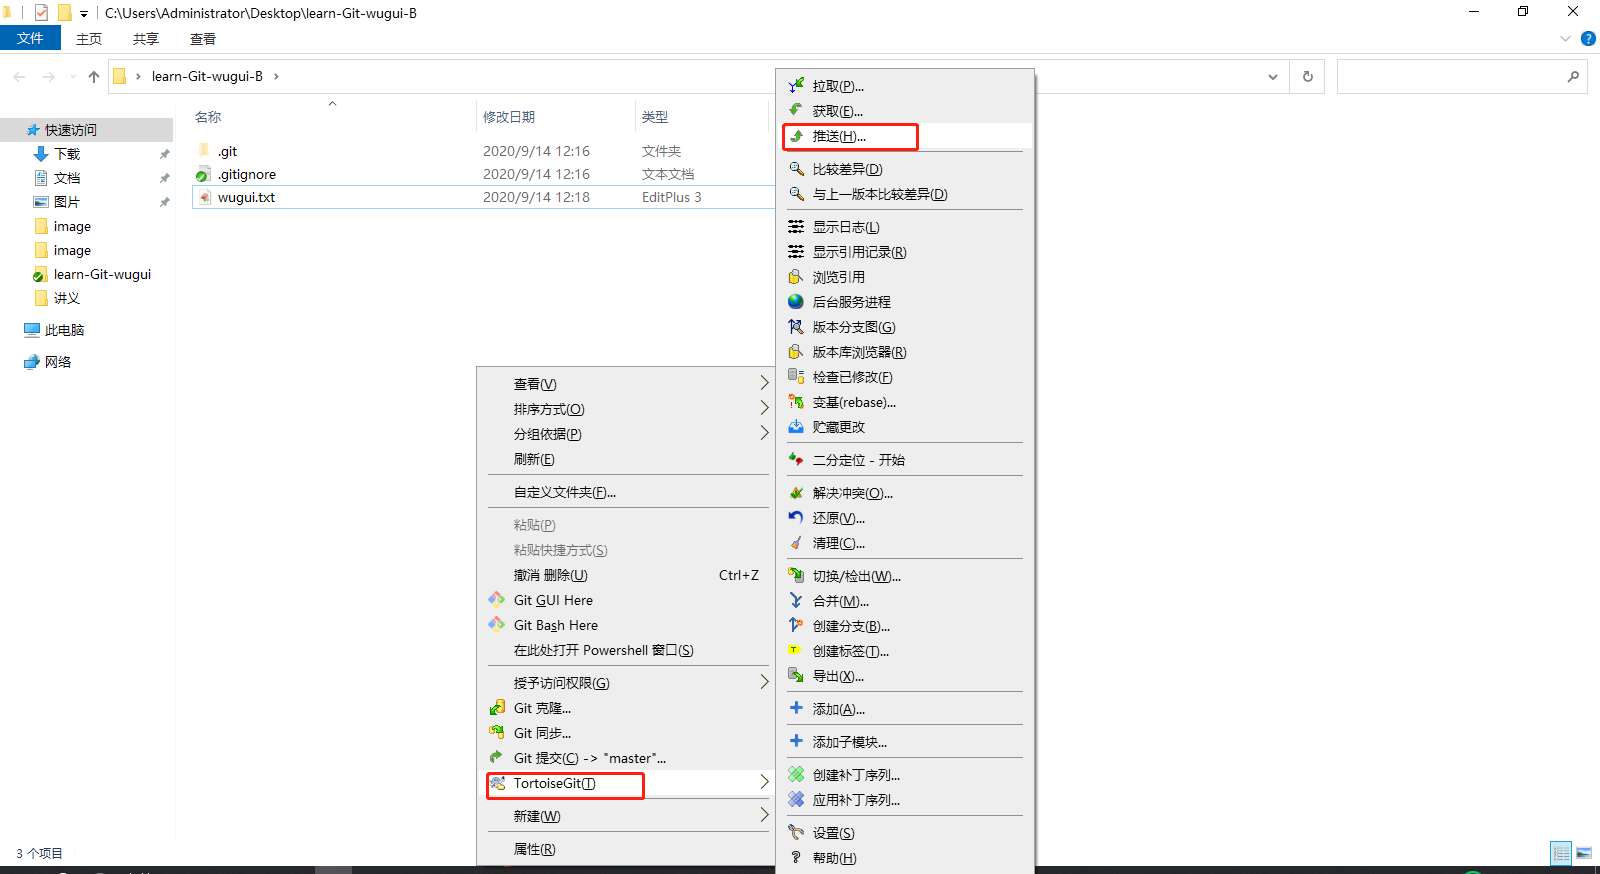 C:\Users\Administrator\Desktop\learn-Git-wugui-B
文件 主页 共享 查看
learn-Git-wugui-B
快速访问
下载
文档
图片
image
image
learn-Git-wugui
讲义
此电脑
网络
名称 修改日期 类型
.git 2020/9/14 12:16 文件夹
.gitignore 2020/9/14 12:16 文本文档
wugui.txt 2020/9/14 12:18 EditPlus 3
查看(V)
排序方式(O)
分组依据(P)
刷新(E)
自定义文件夹(F)...
粘贴(P)
粘贴快捷方式(S)
撤消 删除(U) Ctrl+Z
Git GUI Here
Git Bash Here
在此处打开 Powershell 窗口(S)
授予访问权限(G)
Git 克隆...
Git 同步...
Git 提交(C) -> "master"...
TortoiseGit(T)
新建(W)
属性(R)
拉取(P)...
获取(E)...
推送(H)...
比较差异(D)
与上一版本比较差异(D)
显示日志(L)
显示引用记录(R)
浏览引用
后台服务进程
版本分支图(G)
版本库浏览器(R)
检查已修改(F)
变基(rebase)...
贮藏更改
二分定位 - 开始
解决冲突(O)...
还原(V)...
清理(C)...
切换/检出(W)...
合并(M)...
创建分支(B)...
创建标签(T)...
导出(X)...
添加(A)...
添加子模块...
创建补丁序列...
应用补丁序列...
设置(S)
帮助(H)
3 个项目